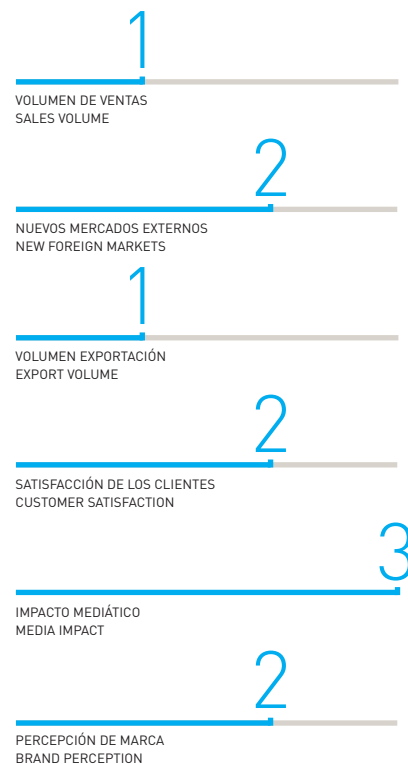 1
VOLUMEN DE VENTAS
SALES VOLUME
2
NUEVOS MERCADOS EXTERNOS
NEW FOREIGN MARKETS
1
VOLUMEN EXPORTACIÓN
EXPORT VOLUME
2
SATISFACCIÓN DE LOS CLIENTES
CUSTOMER SATISFACTION
3
IMPACTO MEDIÁTICO
MEDIA IMPACT
2
PERCEPCIÓN DE MARCA
BRAND PERCEPTION